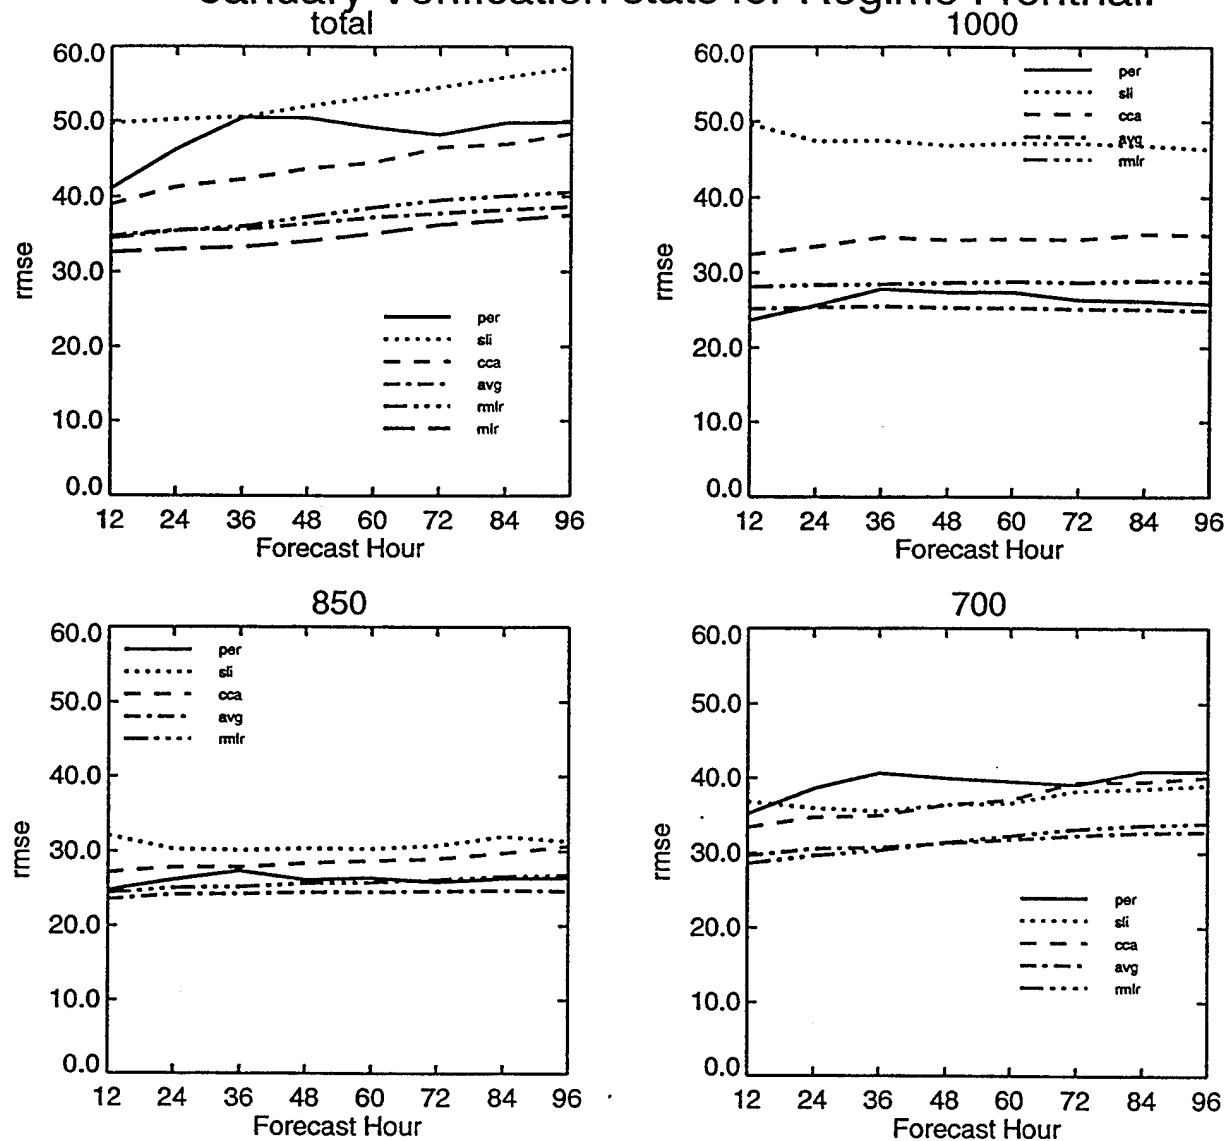 total
60.0
50.0
40.0
30.0
20.0
10.0
0.0
rmse
per
sli
cca
avg
rmlr
mlr
12 24 36 48 60 72 84 96
Forecast Hour
1000
60.0
50.0
40.0
30.0
20.0
10.0
0.0
rmse
per
sli
cca
avg
rmlr
12 24 36 48 60 72 84 96
Forecast Hour
850
60.0
50.0
40.0
30.0
20.0
10.0
0.0
rmse
per
sli
cca
avg
rmlr
12 24 36 48 60 72 84 96
Forecast Hour
700
60.0
50.0
40.0
30.0
20.0
10.0
0.0
rmse
per
sli
cca
avg
rmlr
12 24 36 48 60 72 84 96
Forecast Hour